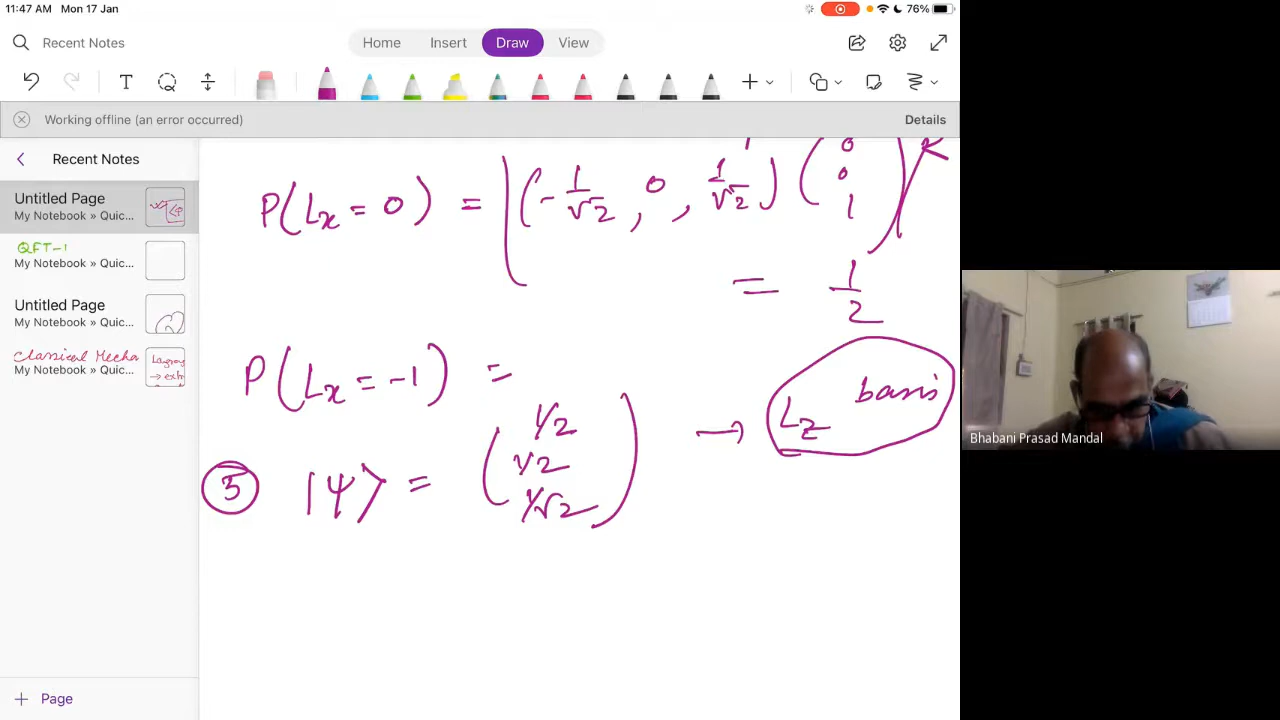 11:47 AM Mon 17 Jan
76%
Recent Notes
Home Insert Draw View
Working offline (an error occurred)
Details
Recent Notes
Untitled Page
My Notebook » Quic...
QFT-1
My Notebook » Quic...
Untitled Page
My Notebook » Quic...
Classical Mecha
My Notebook » Quic...
Page
P(Lx = 0) = |(-1/√2, 0, 1/√2) (0 0 1)|
= 1/2
P(Lx = -1) =
⑤ |ψ⟩ = (1/2 1/2 1/√2) → Lz basis
Bhabani Prasad Mandal